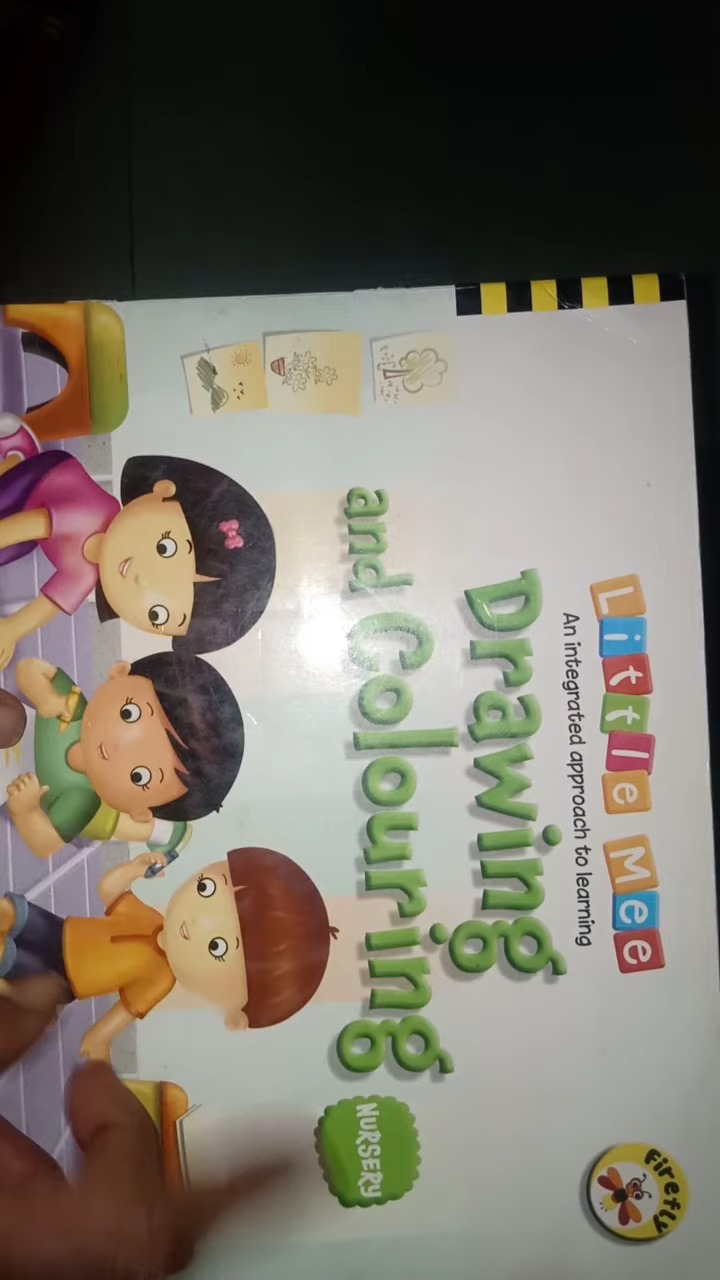 Little Mee
An integrated approach to learning
Drawing
and Colouring
NURSERY
firefly